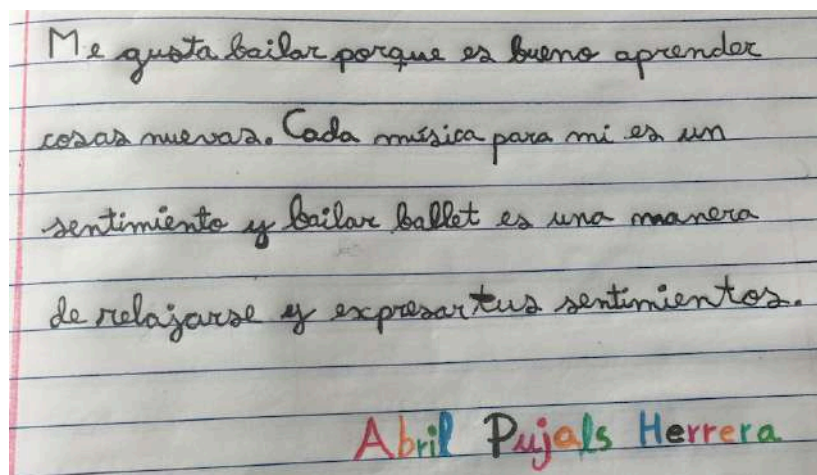 Me gusta bailar porque es bueno aprender
cosas nuevas. Cada música para mi es un
sentimiento y bailar ballet es una manera
de relajarse y expresar tus sentimientos.
Abril Pujals Herrera